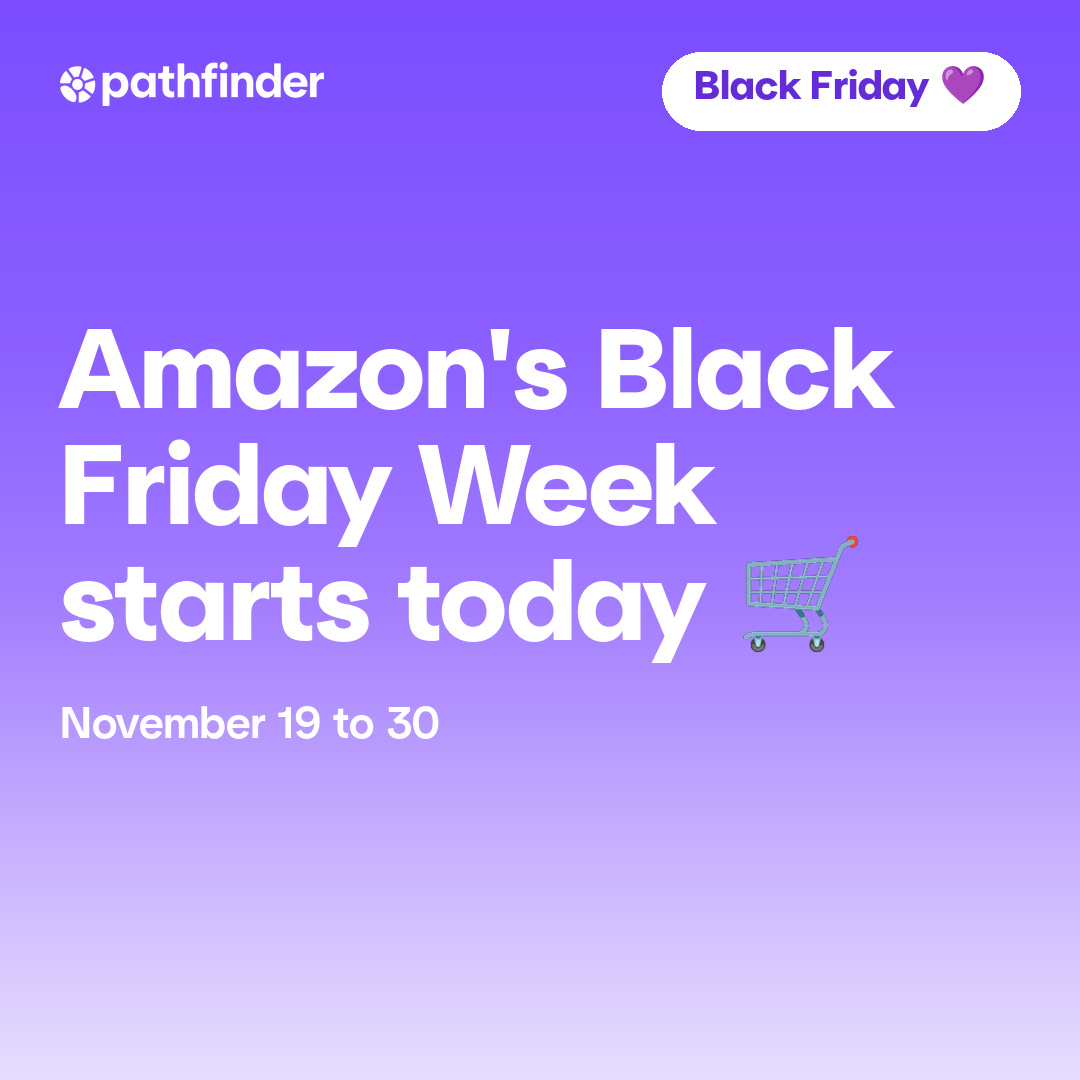 pathfinder
Black Friday 💜
Amazon's Black
Friday Week
starts today 🛒
November 19 to 30